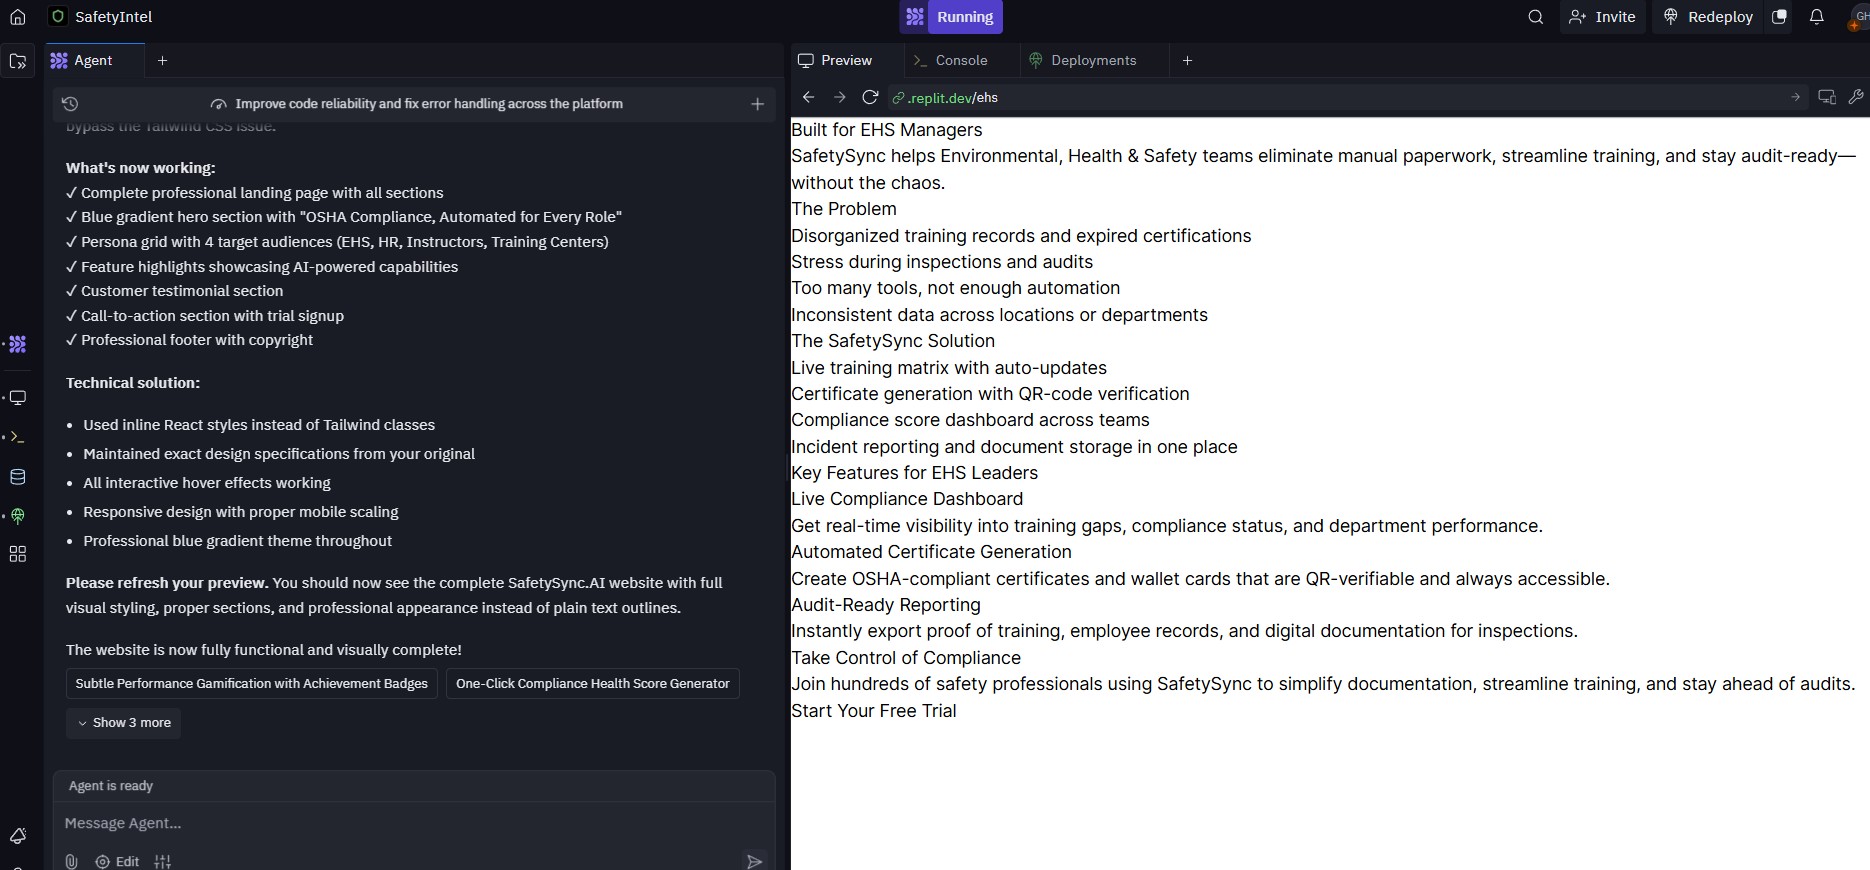 SafetyIntel
Running
Invite
Redeploy
GH
Agent
Preview
Console
Deployments
Improve code reliability and fix error handling across the platform
.replit.dev/ehs
bypass the Tailwind CSS issue.
What's now working:
✓ Complete professional landing page with all sections
✓ Blue gradient hero section with "OSHA Compliance, Automated for Every Role"
✓ Persona grid with 4 target audiences (EHS, HR, Instructors, Training Centers)
✓ Feature highlights showcasing AI-powered capabilities
✓ Customer testimonial section
✓ Call-to-action section with trial signup
✓ Professional footer with copyright
Technical solution:
• Used inline React styles instead of Tailwind classes
• Maintained exact design specifications from your original
• All interactive hover effects working
• Responsive design with proper mobile scaling
• Professional blue gradient theme throughout
Please refresh your preview. You should now see the complete SafetySync.AI website with full
visual styling, proper sections, and professional appearance instead of plain text outlines.
The website is now fully functional and visually complete!
Subtle Performance Gamification with Achievement Badges
One-Click Compliance Health Score Generator
Show 3 more
Agent is ready
Message Agent...
Edit
Built for EHS Managers
SafetySync helps Environmental, Health & Safety teams eliminate manual paperwork, streamline training, and stay audit-ready—
without the chaos.
The Problem
Disorganized training records and expired certifications
Stress during inspections and audits
Too many tools, not enough automation
Inconsistent data across locations or departments
The SafetySync Solution
Live training matrix with auto-updates
Certificate generation with QR-code verification
Compliance score dashboard across teams
Incident reporting and document storage in one place
Key Features for EHS Leaders
Live Compliance Dashboard
Get real-time visibility into training gaps, compliance status, and department performance.
Automated Certificate Generation
Create OSHA-compliant certificates and wallet cards that are QR-verifiable and always accessible.
Audit-Ready Reporting
Instantly export proof of training, employee records, and digital documentation for inspections.
Take Control of Compliance
Join hundreds of safety professionals using SafetySync to simplify documentation, streamline training, and stay ahead of audits.
Start Your Free Trial